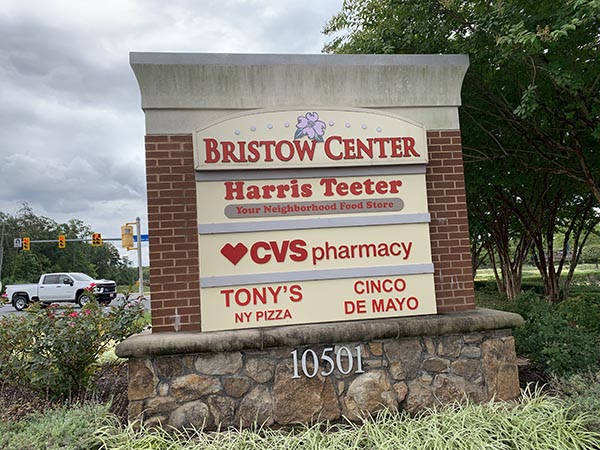 BRISTOW CENTER
Harris Teeter
Your Neighborhood Food Store
CVS pharmacy
TONY'S
NY PIZZA
CINCO
DE MAYO
10501